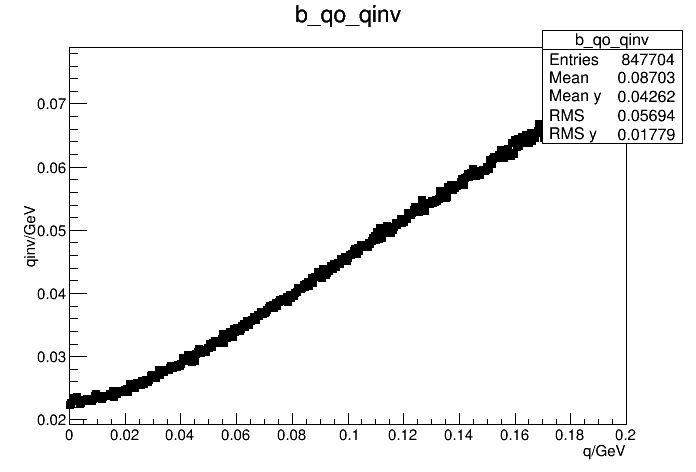 b_qo_qinv
b_qo_qinv
Entries 847704
Mean 0.08703
Mean y 0.04262
RMS 0.05694
RMS y 0.01779
0.07
0.06
0.05
0.04
0.03
0.02
qinv/GeV
0 0.02 0.04 0.06 0.08 0.1 0.12 0.14 0.16 0.18 0.2
q/GeV